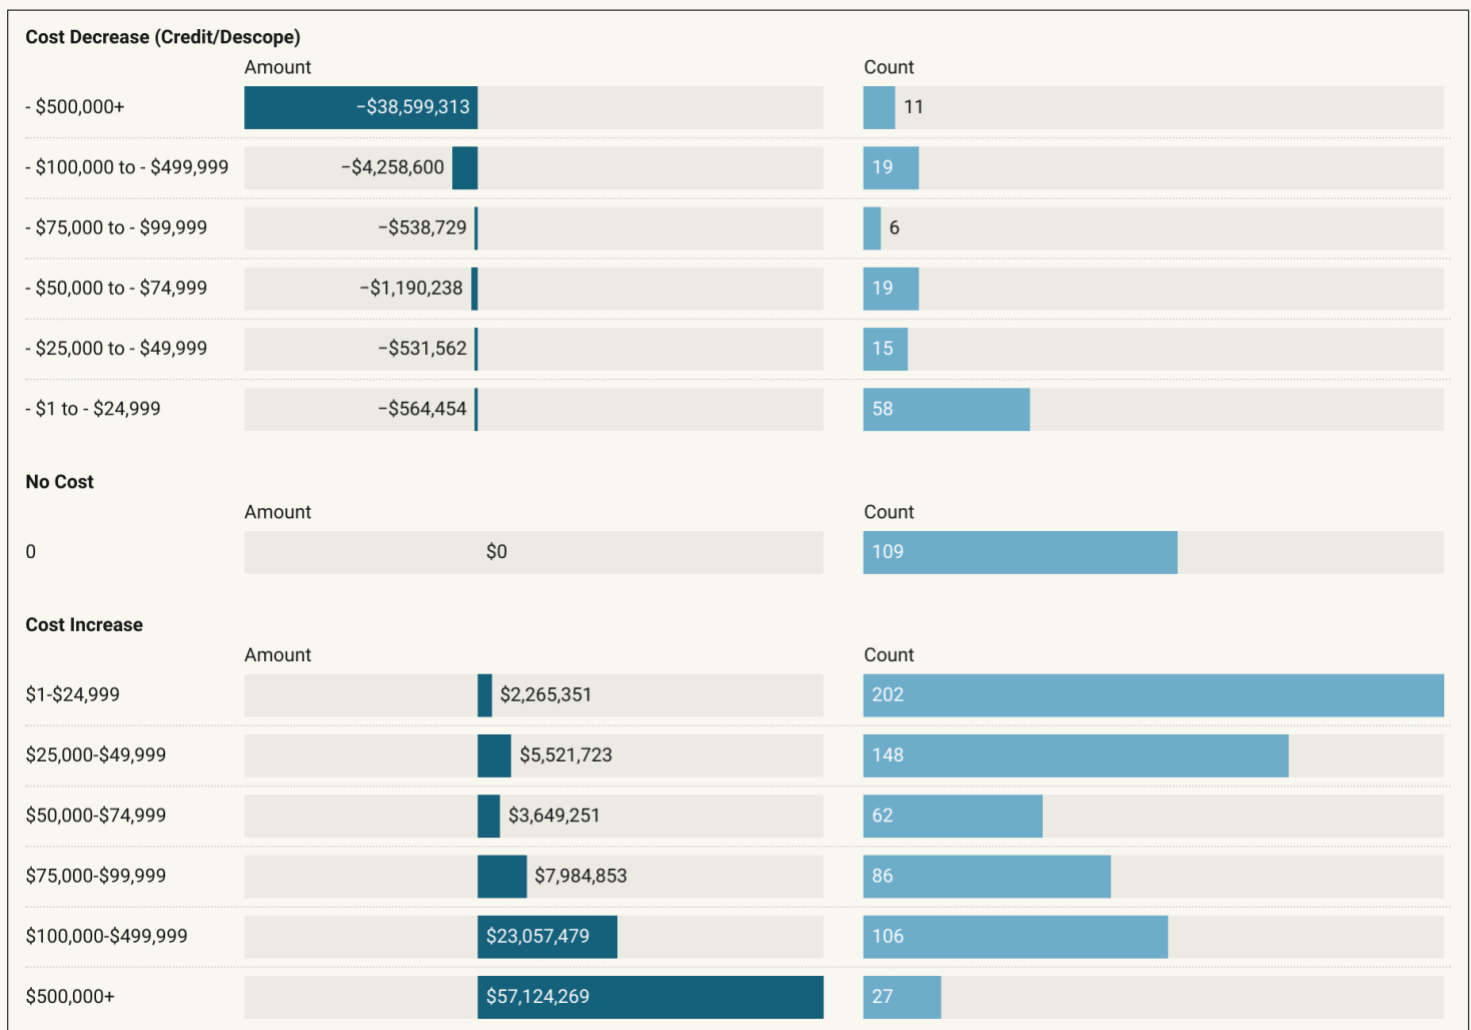 Cost Decrease (Credit/Descope)
Amount Count
- $500,000+ −$38,599,313 11
- $100,000 to - $499,999 −$4,258,600 19
- $75,000 to - $99,999 −$538,729 6
- $50,000 to - $74,999 −$1,190,238 19
- $25,000 to - $49,999 −$531,562 15
- $1 to - $24,999 −$564,454 58
No Cost
Amount Count
0 $0 109
Cost Increase
Amount Count
$1-$24,999 $2,265,351 202
$25,000-$49,999 $5,521,723 148
$50,000-$74,999 $3,649,251 62
$75,000-$99,999 $7,984,853 86
$100,000-$499,999 $23,057,479 106
$500,000+ $57,124,269 27